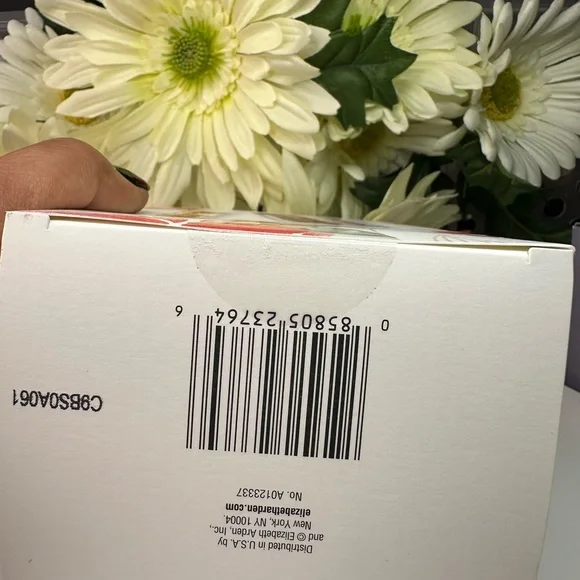 Distributed in U.S.A. by
and © Elizabeth Arden, Inc.,
New York, NY 10004.
elizabetharden.com
No. A0123337
C9BS0A061
0 85805 23764 6